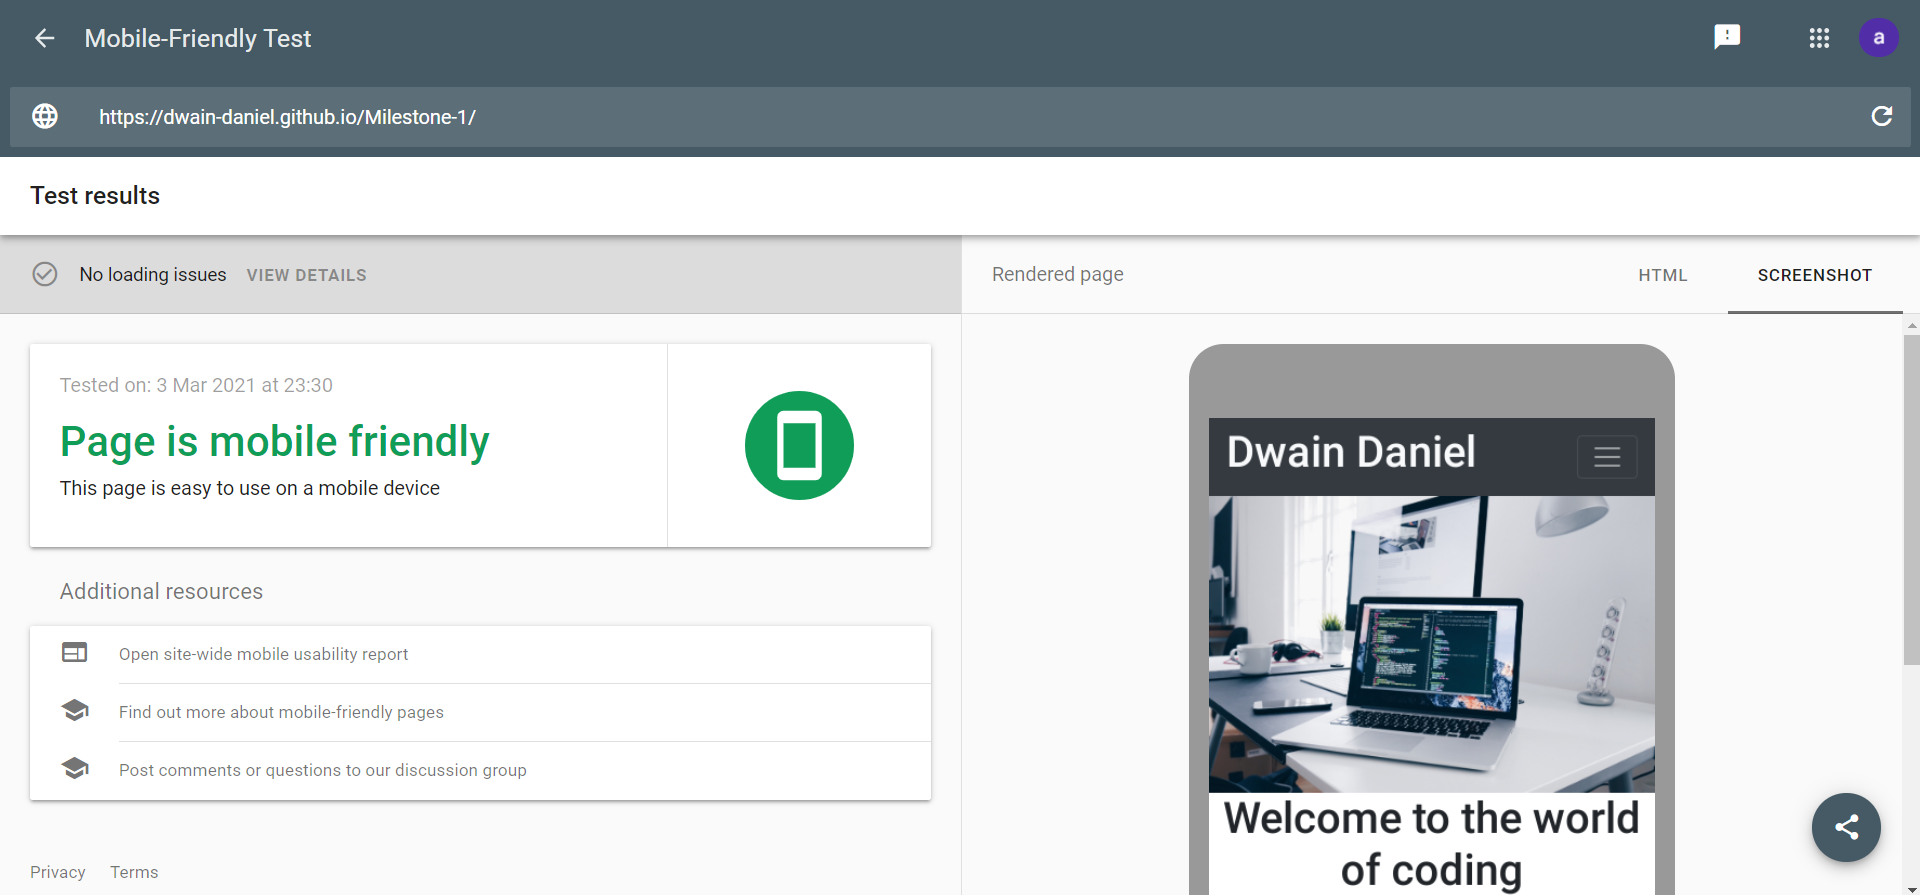 Mobile-Friendly Test
a
https://dwain-daniel.github.io/Milestone-1/
Test results
No loading issues VIEW DETAILS
Rendered page HTML SCREENSHOT
Tested on: 3 Mar 2021 at 23:30
Page is mobile friendly
This page is easy to use on a mobile device
Additional resources
Open site-wide mobile usability report
Find out more about mobile-friendly pages
Post comments or questions to our discussion group
Privacy Terms
Dwain Daniel
Welcome to the world
of coding